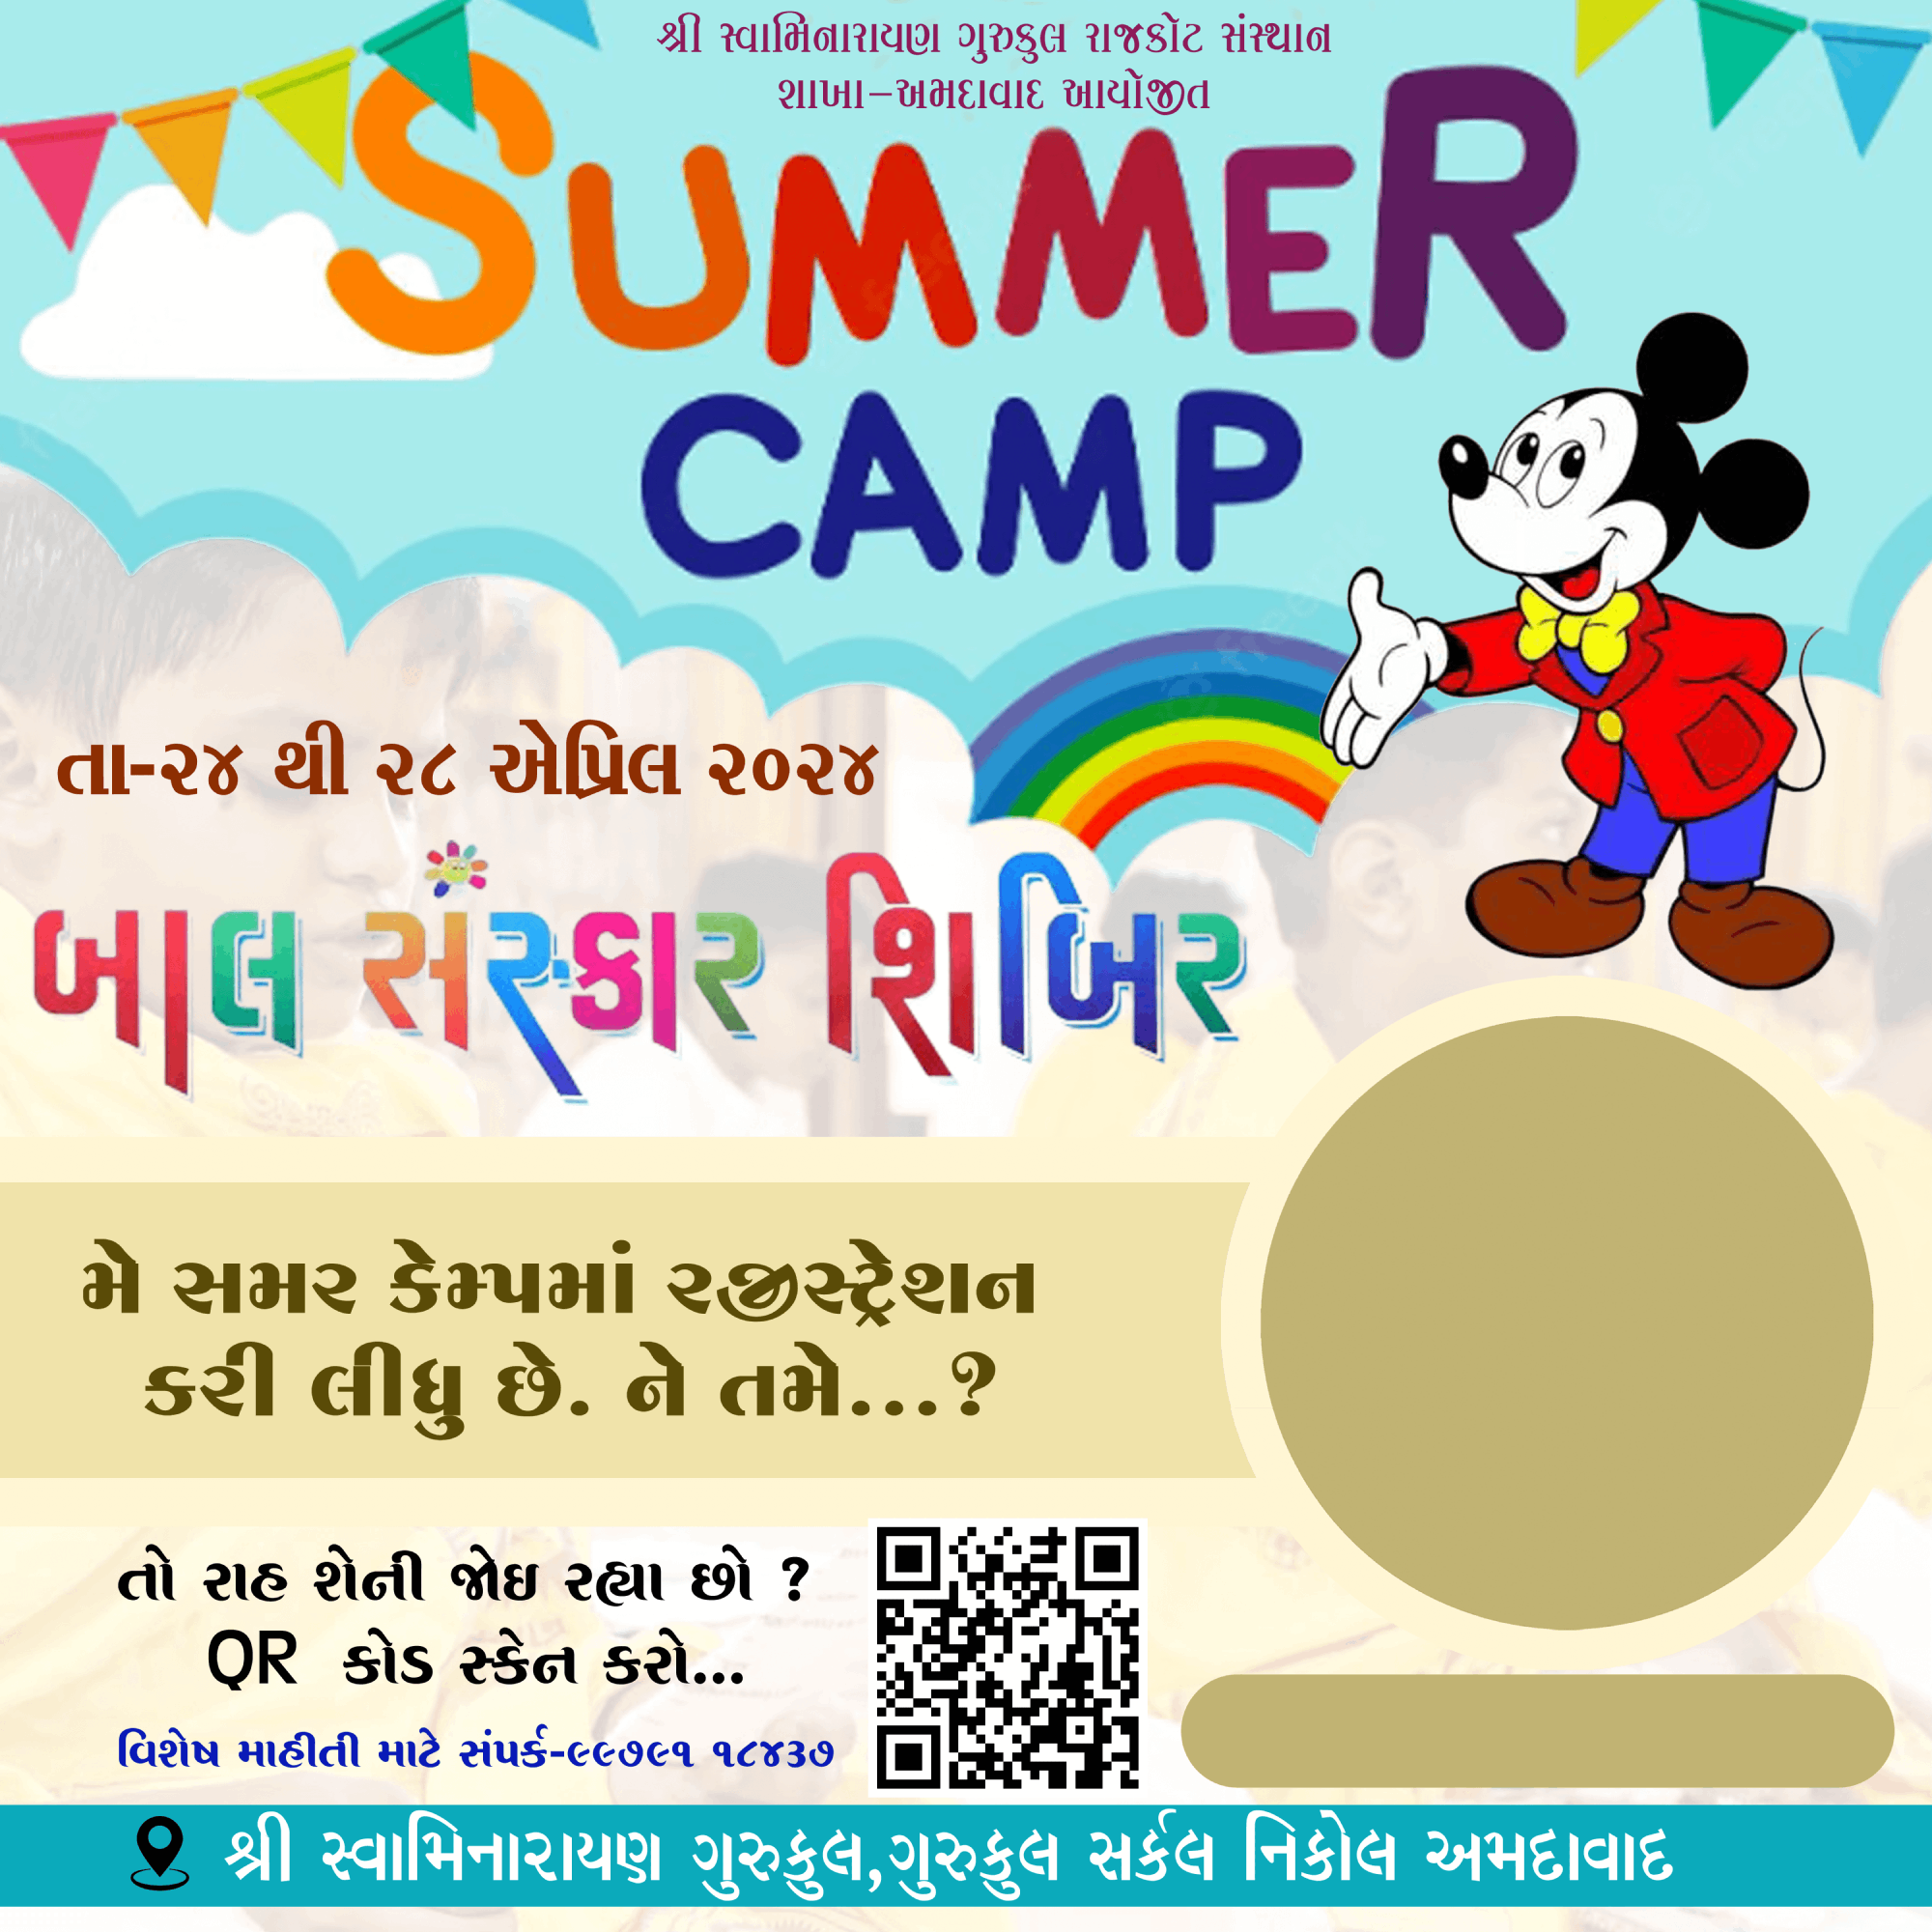 શ્રી સ્વામિનારાયણ ગુરુકુલ રાજકોટ સંસ્થાન
શાખા–અમદાવાદ આયોજીત
SUMMER
CAMP
તા-૨૪ થી ૨૮ એપ્રિલ ૨૦૨૪
બાલ સંસ્કાર શિબિર
મે સમર કેમ્પમાં રજીસ્ટ્રેશન
કરી લીધુ છે. ને તમે...?
તો રાહ શેની જોઇ રહ્યા છો ?
QR કોડ સ્કેન કરો...
વિશેષ માહીતી માટે સંપર્ક-૯૯૭૯૧ ૧૮૪૩૭
શ્રી સ્વામિનારાયણ ગુરુકુલ,ગુરુકુલ સર્કલ નિકોલ અમદાવાદ